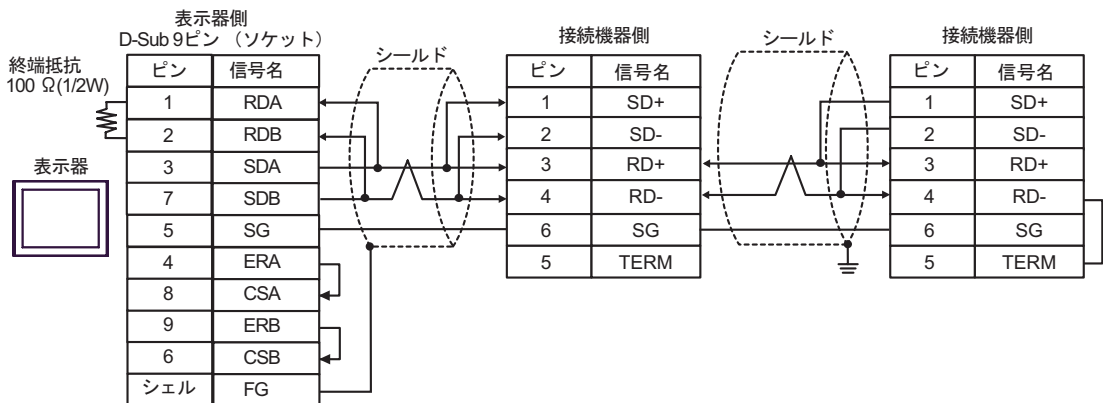 表示器側
D-Sub 9ピン （ソケット）
終端抵抗
100 Ω(1/2W)
表示器
シールド
ピン 信号名
1 RDA
2 RDB
3 SDA
7 SDB
5 SG
4 ERA
8 CSA
9 ERB
6 CSB
シェル FG
接続機器側
ピン 信号名
1 SD+
2 SD-
3 RD+
4 RD-
6 SG
5 TERM
シールド
接続機器側
ピン 信号名
1 SD+
2 SD-
3 RD+
4 RD-
6 SG
5 TERM